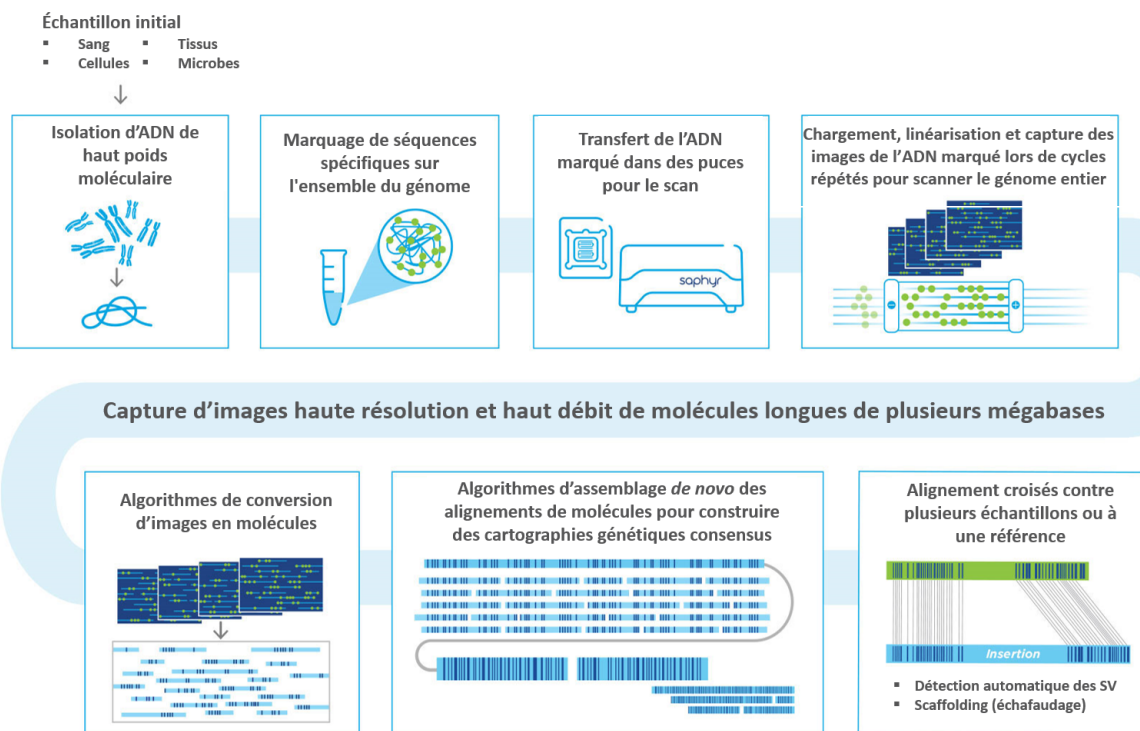 Échantillon initial
▪ Sang ▪ Tissus
▪ Cellules ▪ Microbes
Isolation d'ADN de
haut poids
moléculaire
Marquage de séquences
spécifiques sur
l'ensemble du génome
Transfert de l'ADN
marqué dans des puces
pour le scan
saphyr
Chargement, linéarisation et capture des
images de l'ADN marqué lors de cycles
répétés pour scanner le génome entier
Capture d'images haute résolution et haut débit de molécules longues de plusieurs mégabases
Algorithmes de conversion
d'images en molécules
Algorithmes d'assemblage de novo des
alignements de molécules pour construire
des cartographies génétiques consensus
Alignement croisés contre
plusieurs échantillons ou à
une référence
Insertion
▪ Détection automatique des SV
▪ Scaffolding (échafaudage)